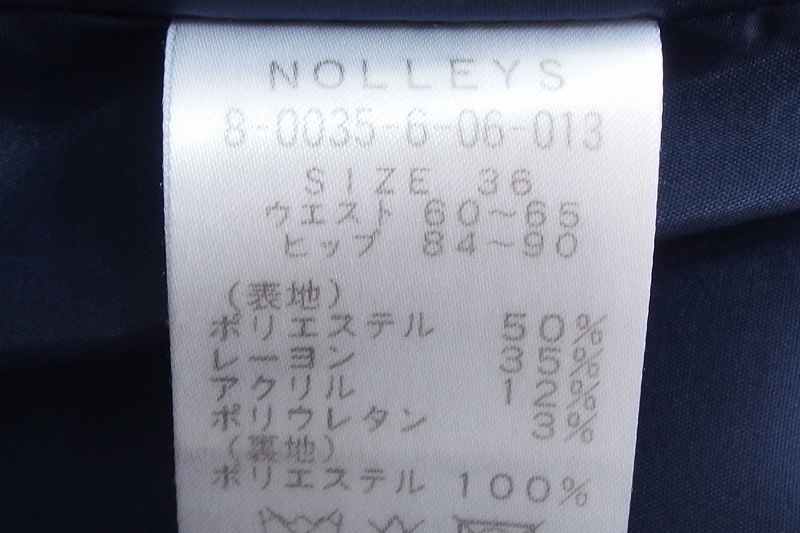 NOLLEYS
8-0035-6-06-013
SIZE 36
ウエスト 60〜65
ヒップ 84〜90
(表地)
ポリエステル 50%
レーヨン 35%
アクリル 12%
ポリウレタン 3%
(裏地)
ポリエステル 100%